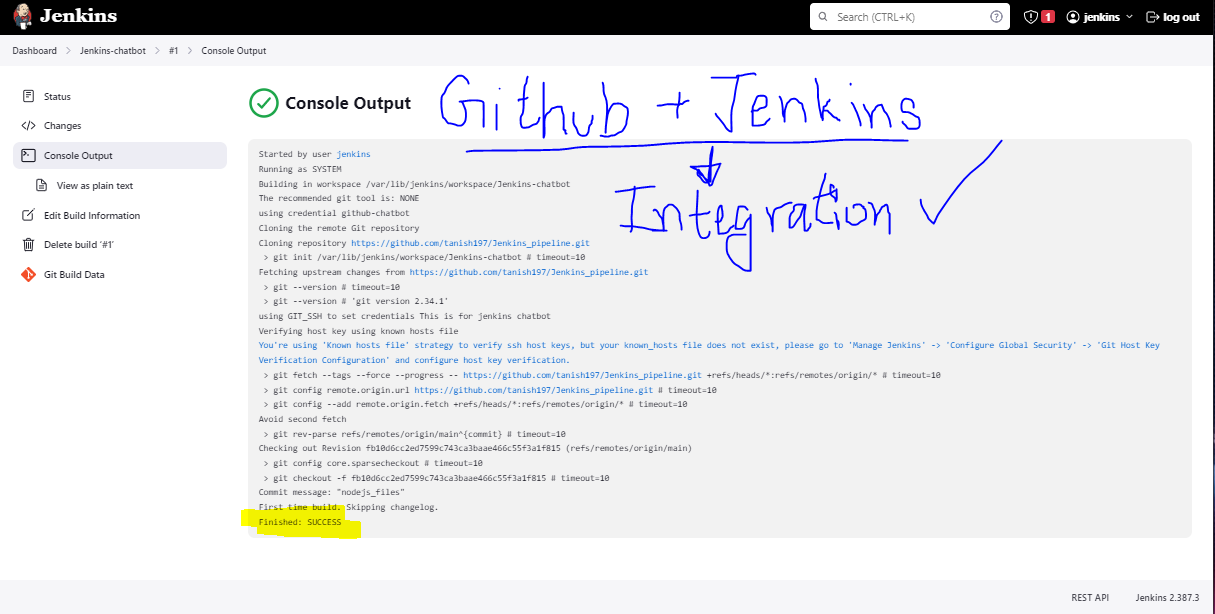 Jenkins
Search (CTRL+K)
1
jenkins
log out
Dashboard > Jenkins-chatbot > #1 > Console Output
Status
Changes
Console Output
View as plain text
Edit Build Information
Delete build '#1'
Git Build Data
Console Output
Github + Jenkins
Integration ✓
Started by user jenkins
Running as SYSTEM
Building in workspace /var/lib/jenkins/workspace/Jenkins-chatbot
The recommended git tool is: NONE
using credential github-chatbot
Cloning the remote Git repository
Cloning repository https://github.com/tanish197/Jenkins_pipeline.git
> git init /var/lib/jenkins/workspace/Jenkins-chatbot # timeout=10
Fetching upstream changes from https://github.com/tanish197/Jenkins_pipeline.git
> git --version # timeout=10
> git --version # 'git version 2.34.1'
using GIT_SSH to set credentials This is for jenkins chatbot
Verifying host key using known hosts file
You're using 'Known hosts file' strategy to verify ssh host keys, but your known_hosts file does not exist, please go to 'Manage Jenkins' -> 'Configure Global Security' -> 'Git Host Key
Verification Configuration' and configure host key verification.
> git fetch --tags --force --progress -- https://github.com/tanish197/Jenkins_pipeline.git +refs/heads/*:refs/remotes/origin/* # timeout=10
> git config remote.origin.url https://github.com/tanish197/Jenkins_pipeline.git # timeout=10
> git config --add remote.origin.fetch +refs/heads/*:refs/remotes/origin/* # timeout=10
Avoid second fetch
> git rev-parse refs/remotes/origin/main^{commit} # timeout=10
Checking out Revision fb10d6cc2ed7599c743ca3baae466c55f3a1f815 (refs/remotes/origin/main)
> git config core.sparsecheckout # timeout=10
> git checkout -f fb10d6cc2ed7599c743ca3baae466c55f3a1f815 # timeout=10
Commit message: "nodejs_files"
First time build. Skipping changelog.
Finished: SUCCESS
REST API
Jenkins 2.387.3